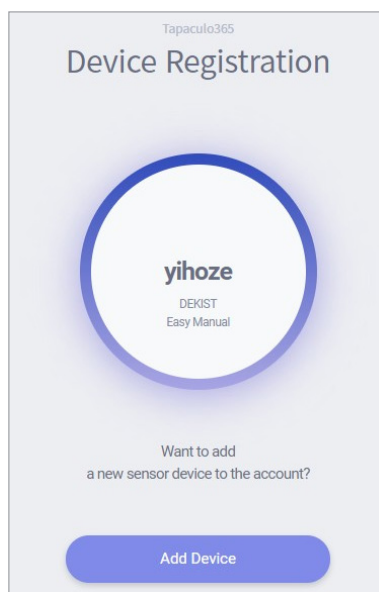 Tapaculo365
Device Registration
yihoze
DEKIST
Easy Manual
Want to add
a new sensor device to the account?
Add Device